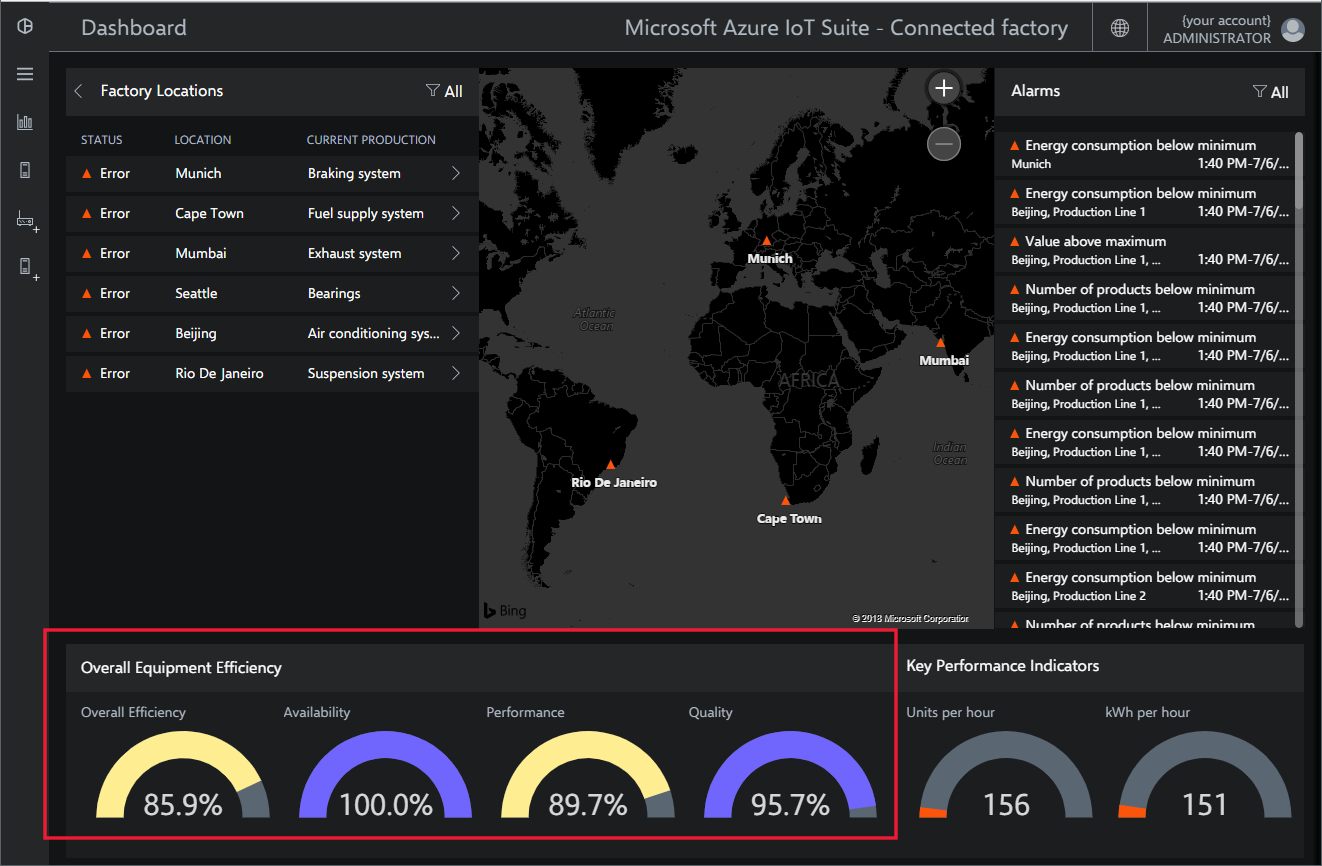 Dashboard
Microsoft Azure IoT Suite - Connected factory
{your account}
ADMINISTRATOR
Factory Locations
All
STATUS LOCATION CURRENT PRODUCTION
Error Munich Braking system
Error Cape Town Fuel supply system
Error Mumbai Exhaust system
Error Seattle Bearings
Error Beijing Air conditioning sys...
Error Rio De Janeiro Suspension system
Munich
Atlantic
Ocean
Mumbai
AFRICA
Indian
Ocean
Rio De Janeiro
Cape Town
Bing
© 2018 Microsoft Corporation
Alarms
All
Energy consumption below minimum
Munich 1:40 PM-7/6/...
Energy consumption below minimum
Beijing, Production Line 1 1:40 PM-7/6/...
Value above maximum
Beijing, Production Line 1, ... 1:40 PM-7/6/...
Number of products below minimum
Beijing, Production Line 1, ... 1:40 PM-7/6/...
Energy consumption below minimum
Beijing, Production Line 1, ... 1:40 PM-7/6/...
Number of products below minimum
Beijing, Production Line 1, ... 1:40 PM-7/6/...
Energy consumption below minimum
Beijing, Production Line 1, ... 1:40 PM-7/6/...
Number of products below minimum
Beijing, Production Line 1, ... 1:40 PM-7/6/...
Energy consumption below minimum
Beijing, Production Line 1, ... 1:40 PM-7/6/...
Energy consumption below minimum
Beijing, Production Line 2 1:40 PM-7/6/...
Number of products below minimum
Overall Equipment Efficiency
Overall Efficiency Availability Performance Quality
85.9% 100.0% 89.7% 95.7%
Key Performance Indicators
Units per hour kWh per hour
156 151